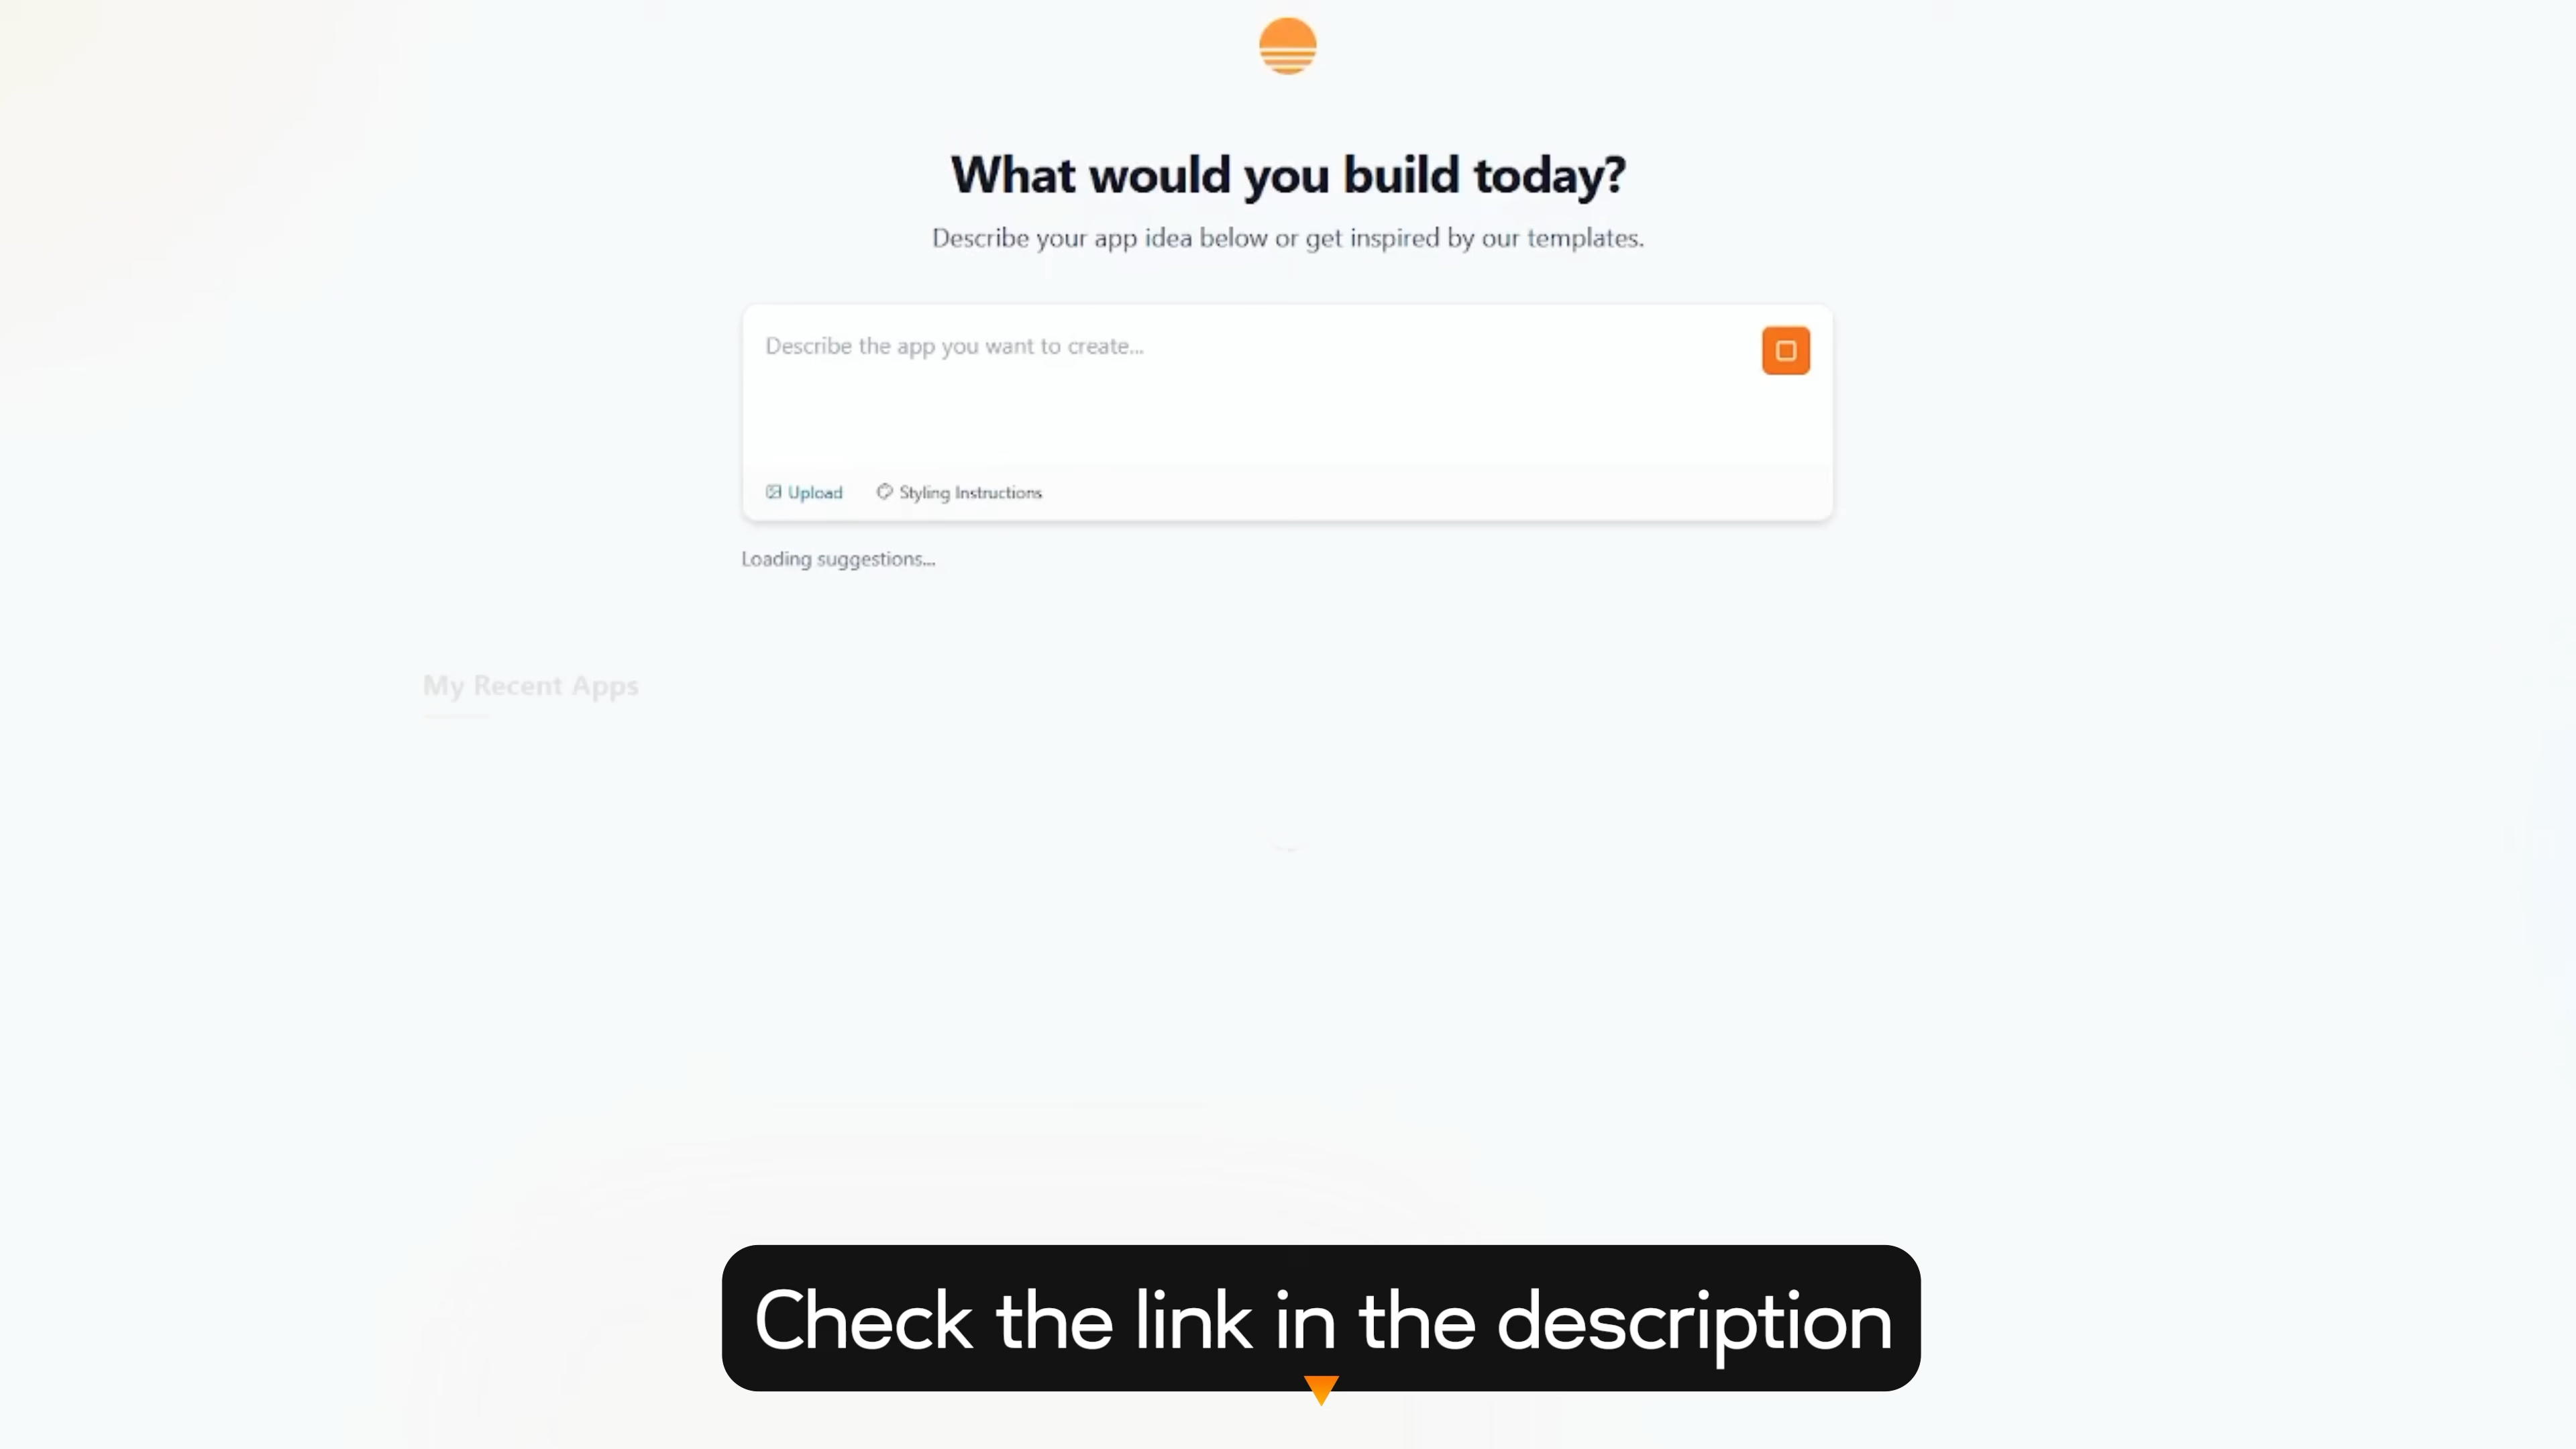 What would you build today?
Describe your app idea below or get inspired by our templates.
Describe the app you want to create...
Upload
Styling Instructions
Loading suggestions...
My Recent Apps
Check the link in the description